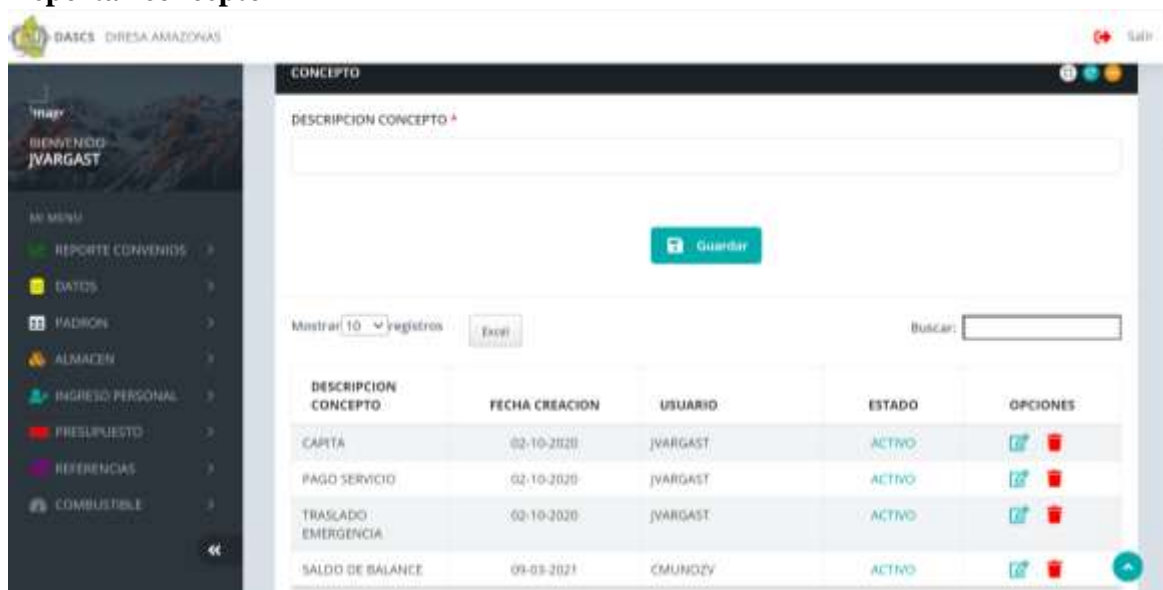 DASCS DIRESA AMAZONAS
Salir
CONCEPTO
BIENVENIDO
JVARGAST
DESCRIPCION CONCEPTO *
MI MENU
REPORTE CONVENIOS
DATOS
PADRON
ALMACEN
INGRESO PERSONAL
PRESUPUESTO
REFERENCIAS
COMBUSTIBLE
Guardar
Mostrar 10 registros
Excel
Buscar:
DESCRIPCION CONCEPTO FECHA CREACION USUARIO ESTADO OPCIONES
CAPITA 02-10-2020 JVARGAST ACTIVO
PAGO SERVICIO 02-10-2020 JVARGAST ACTIVO
TRASLADO EMERGENCIA 02-10-2020 JVARGAST ACTIVO
SALDO DE BALANCE 09-03-2021 CMUNOZV ACTIVO